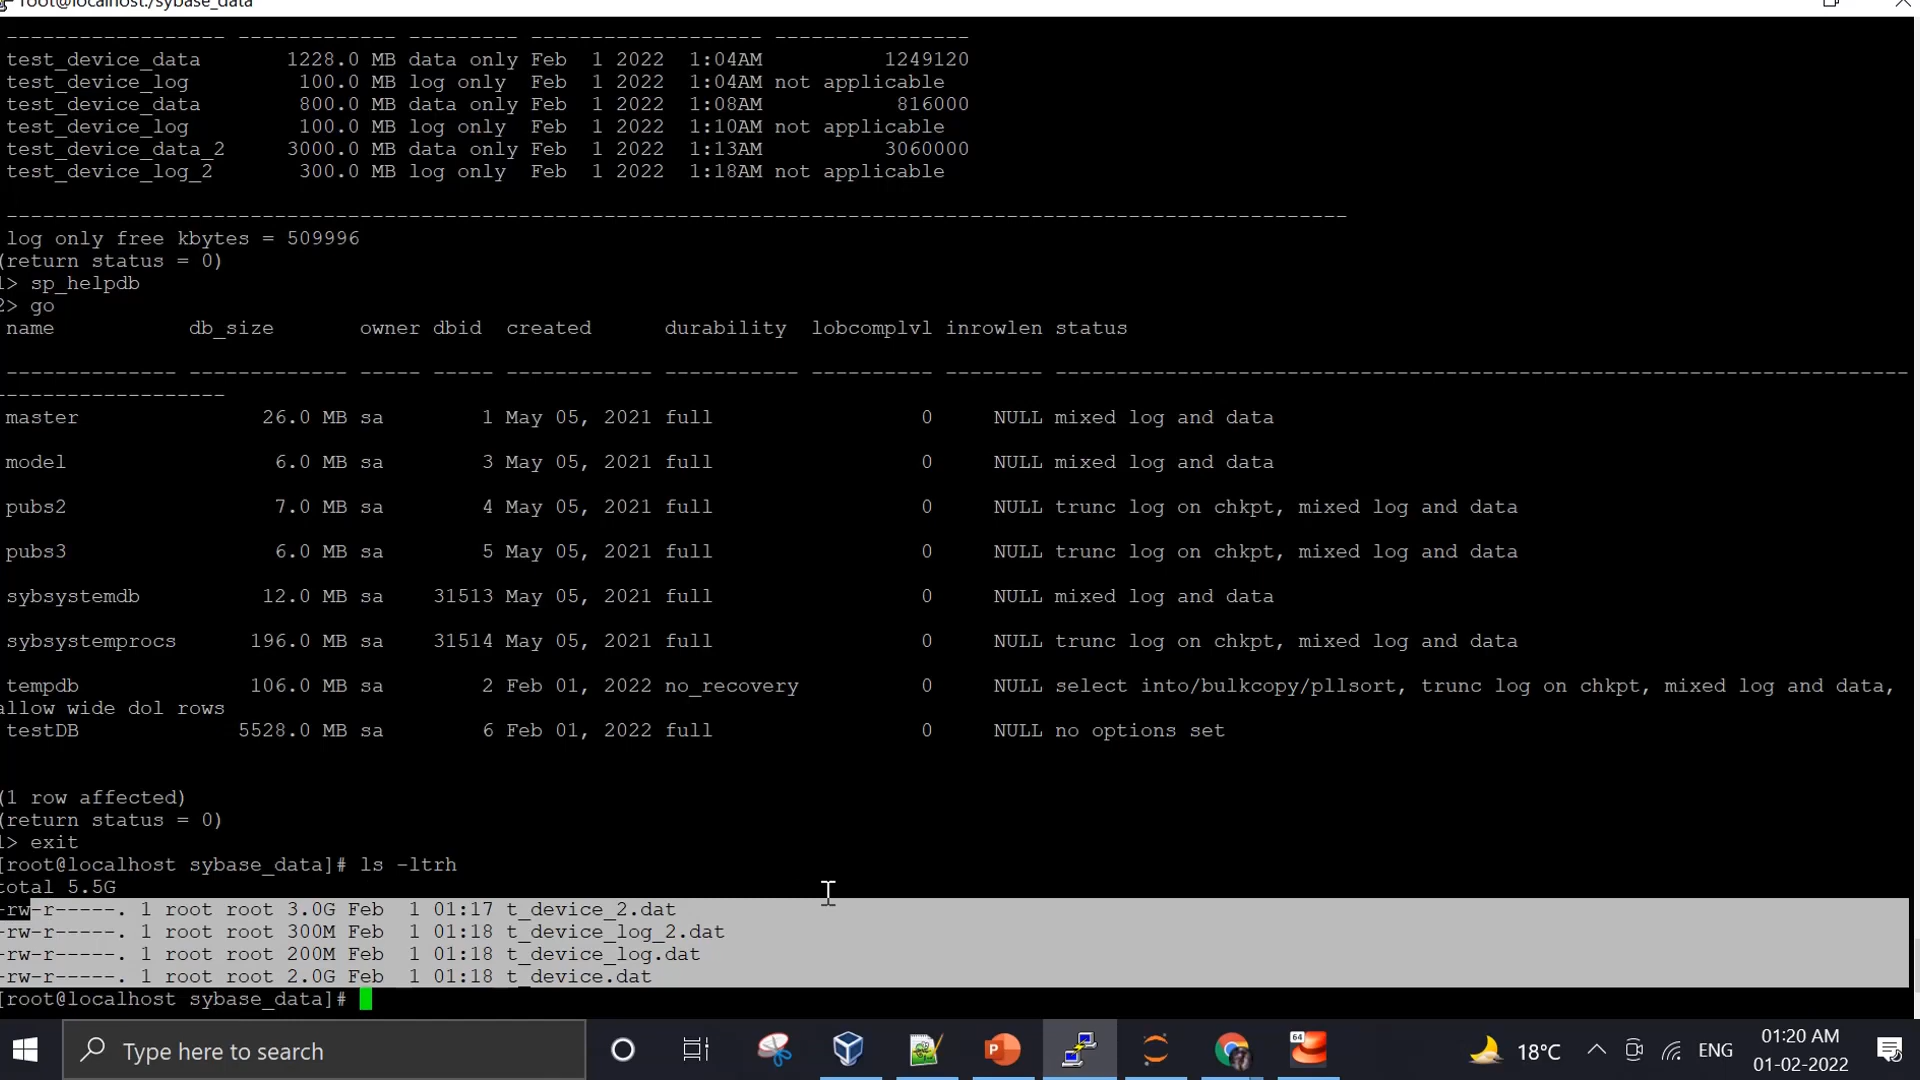 root@localhost:/sybase_data
------------------ ------------- --------- ------------------- ----------------
test_device_data 1228.0 MB data only Feb 1 2022 1:04AM 1249120
test_device_log 100.0 MB log only Feb 1 2022 1:04AM not applicable
test_device_data 800.0 MB data only Feb 1 2022 1:08AM 816000
test_device_log 100.0 MB log only Feb 1 2022 1:10AM not applicable
test_device_data_2 3000.0 MB data only Feb 1 2022 1:13AM 3060000
test_device_log_2 300.0 MB log only Feb 1 2022 1:18AM not applicable
--------------------------------------------------------------------------------------------------------------
log only free kbytes = 509996
(return status = 0)
1> sp_helpdb
2> go
name db_size owner dbid created durability lobcomplvl inrowlen status
-------------- ------------- ----- ----- ------------ ----------- ---------- -------- ----------------------------------------------------------------------
------------------
master 26.0 MB sa 1 May 05, 2021 full 0 NULL mixed log and data
model 6.0 MB sa 3 May 05, 2021 full 0 NULL mixed log and data
pubs2 7.0 MB sa 4 May 05, 2021 full 0 NULL trunc log on chkpt, mixed log and data
pubs3 6.0 MB sa 5 May 05, 2021 full 0 NULL trunc log on chkpt, mixed log and data
sybsystemdb 12.0 MB sa 31513 May 05, 2021 full 0 NULL mixed log and data
sybsystemprocs 196.0 MB sa 31514 May 05, 2021 full 0 NULL trunc log on chkpt, mixed log and data
tempdb 106.0 MB sa 2 Feb 01, 2022 no_recovery 0 NULL select into/bulkcopy/pllsort, trunc log on chkpt, mixed log and data,
allow wide dol rows
testDB 5528.0 MB sa 6 Feb 01, 2022 full 0 NULL no options set
(1 row affected)
(return status = 0)
1> exit
[root@localhost sybase_data]# ls -ltrh
total 5.5G
-rw-r-----. 1 root root 3.0G Feb 1 01:17 t_device_2.dat
-rw-r-----. 1 root root 300M Feb 1 01:18 t_device_log_2.dat
-rw-r-----. 1 root root 200M Feb 1 01:18 t_device_log.dat
-rw-r-----. 1 root root 2.0G Feb 1 01:18 t_device.dat
[root@localhost sybase_data]#
Type here to search
P
64
18°C
ENG
01:20 AM
01-02-2022